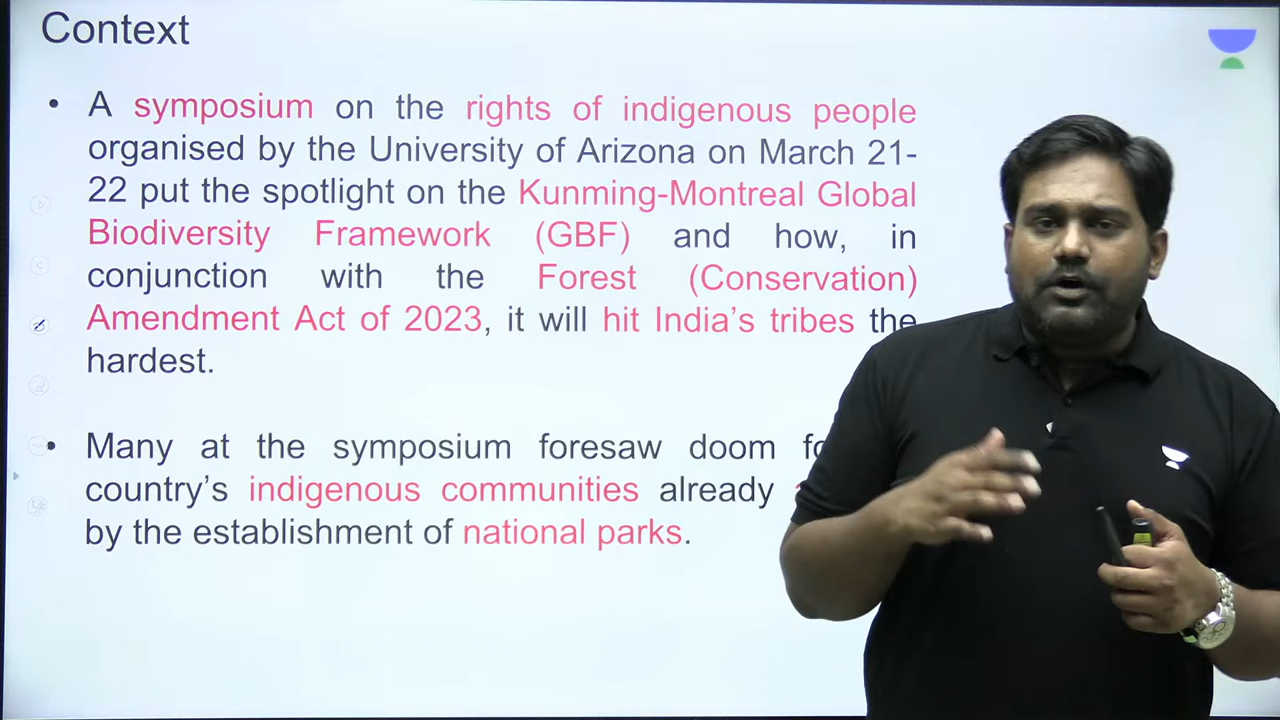 Context
• A symposium on the rights of indigenous people
organised by the University of Arizona on March 21-
22 put the spotlight on the Kunming-Montreal Global
Biodiversity Framework (GBF) and how, in
conjunction with the Forest (Conservation)
Amendment Act of 2023, it will hit India's tribes the
hardest.
• Many at the symposium foresaw doom
country's indigenous communities already
by the establishment of national parks.